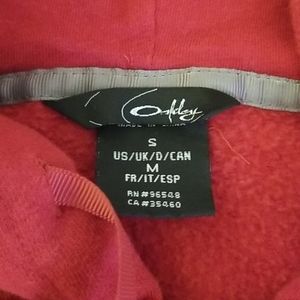 Oakley
MADE IN CHINA
S
US/UK/D/CAN
M
FR/IT/ESP
RN #96548
CA #35460